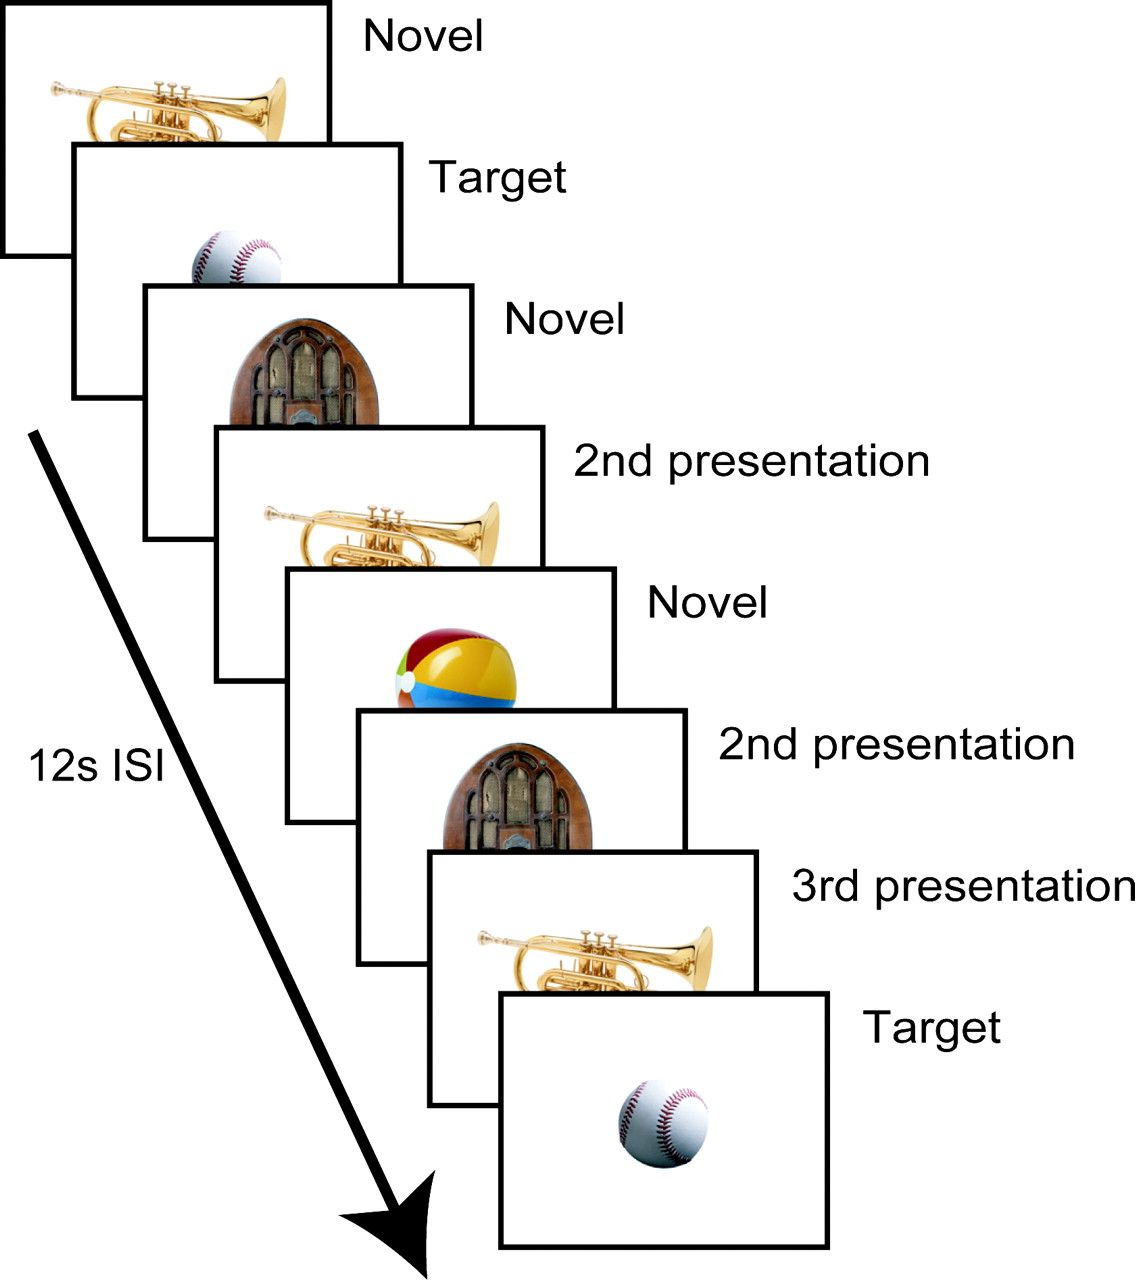 Novel
Target
Novel
2nd presentation
Novel
2nd presentation
12s ISI
3rd presentation
Target